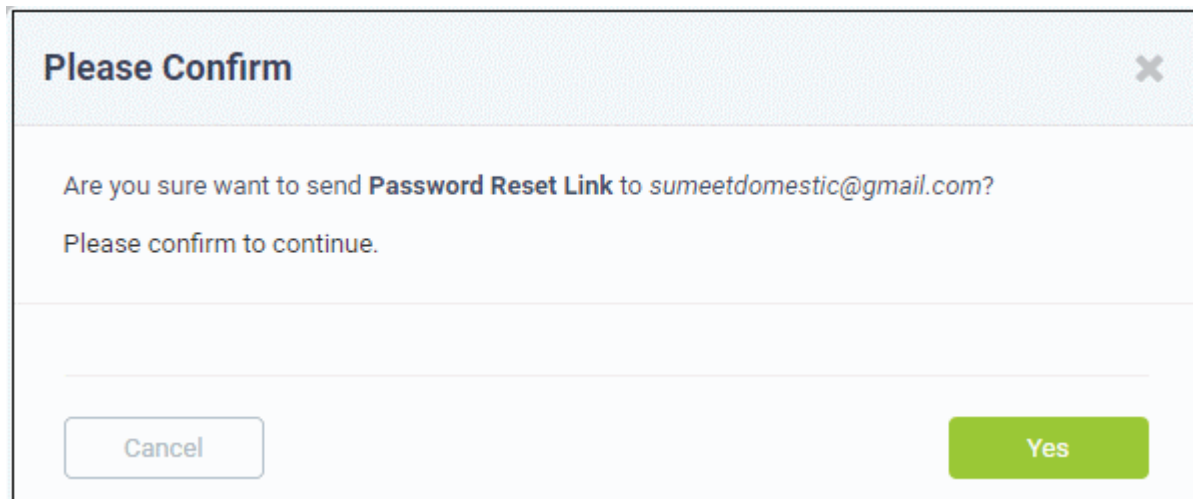 Please Confirm
Are you sure want to send Password Reset Link to sumeetdomestic@gmail.com?
Please confirm to continue.
Cancel
Yes